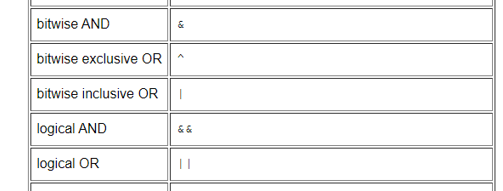 bitwise AND &
bitwise exclusive OR ^
bitwise inclusive OR |
logical AND &&
logical OR ||